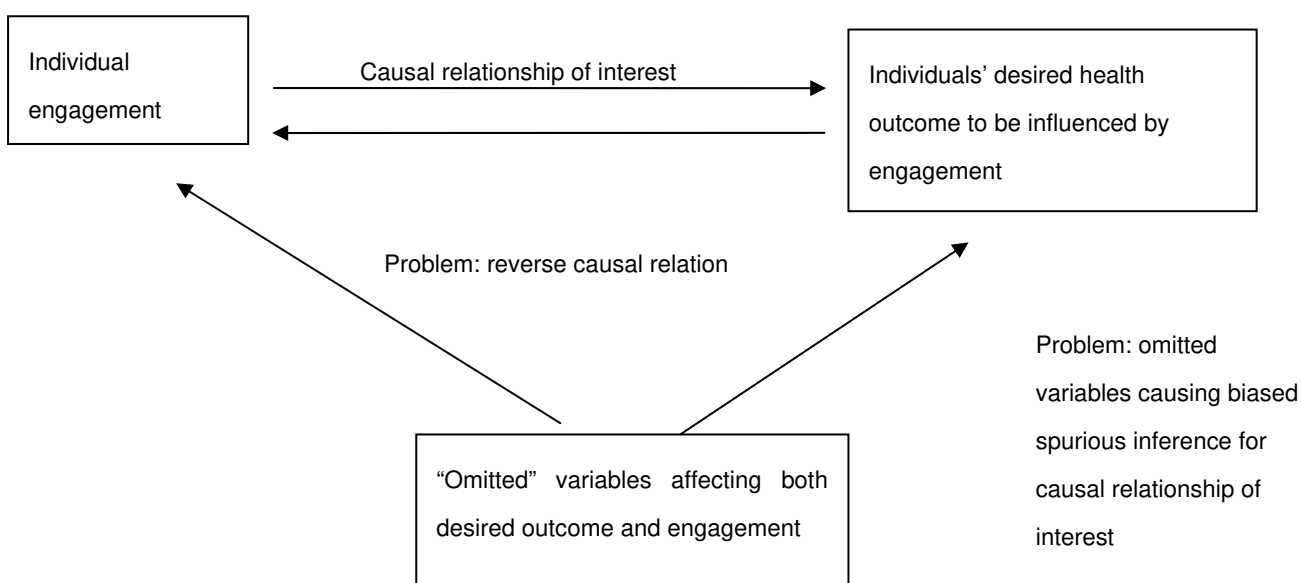 Individual
engagement
Causal relationship of interest
Individuals’ desired health
outcome to be influenced by
engagement
Problem: reverse causal relation
Problem: omitted
variables causing biased
spurious inference for
causal relationship of
interest
“Omitted” variables affecting both
desired outcome and engagement